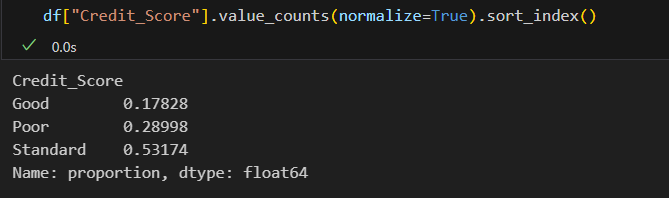 df["Credit_Score"].value_counts(normalize=True).sort_index()
0.0s
Credit_Score
Good 0.17828
Poor 0.28998
Standard 0.53174
Name: proportion, dtype: float64